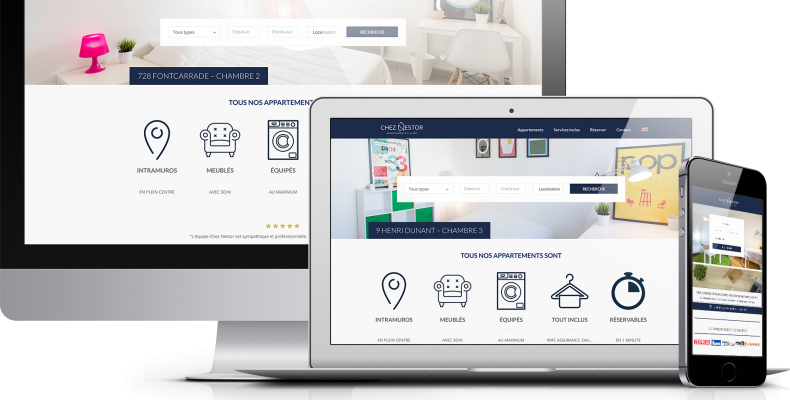 Tous types Check-in Check-out Localisation RECHERCHE
728 FONTCARRADE – CHAMBRE 2
TOUS NOS APPARTEMENT
INTRAMUROS MEUBLÉS ÉQUIPÉS
EN PLEIN CENTRE AVEC SOIN AU MAXIMUM
"L'équipe Chez Nestor est sympathique et professionnelle.
CHEZ NESTOR
Appartements Services inclus Réserver Contact
33
pop
Tous types Check-in Check-out Localisation RECHERCHE
9 HENRI DUNANT – CHAMBRE 3
TOUS NOS APPARTEMENTS SONT
INTRAMUROS MEUBLÉS ÉQUIPÉS TOUT INCLUS RÉSERVABLES
EN PLEIN CENTRE AVEC SOIN AU MAXIMUM WIFI, ASSURANCE, EAU,... EN 1 MINUTE